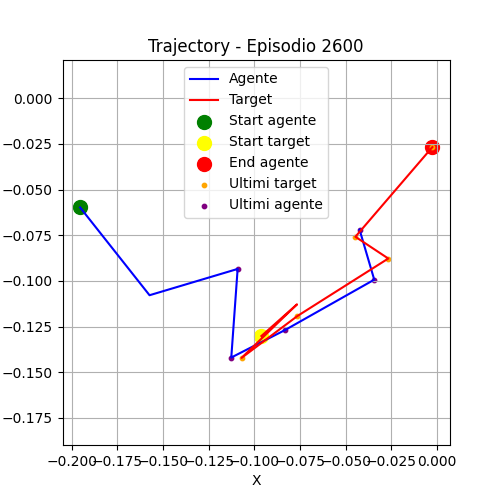 Trajectory - Episodio 2600
Agente
Target
Start agente
Start target
End agente
Ultimi target
Ultimi agente
0.000
−0.025
−0.050
−0.075
−0.100
−0.125
−0.150
−0.175
−0.200 −0.175 −0.150 −0.125 −0.100 −0.075 −0.050 −0.025 0.000
X